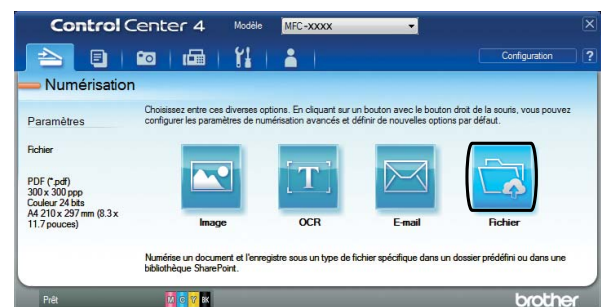 Control Center 4 Modèle MFC-XXXX
Configuration ?
Numérisation
Choisissez entre ces diverses options. En cliquant sur un bouton avec le bouton droit de la souris, vous pouvez
configurer les paramètres de numérisation avancés et définir de nouvelles options par défaut.
Paramètres
Fichier
PDF (*.pdf)
300 x 300 ppp
Couleur 24 bits
A4 210 x 297 mm (8.3 x
11.7 pouces)
T
Image OCR E-mail Fichier
Numérise un document et l'enregistre sous un type de fichier spécifique dans un dossier prédéfini ou dans une
bibliothèque SharePoint.
Prêt M C Y BK brother